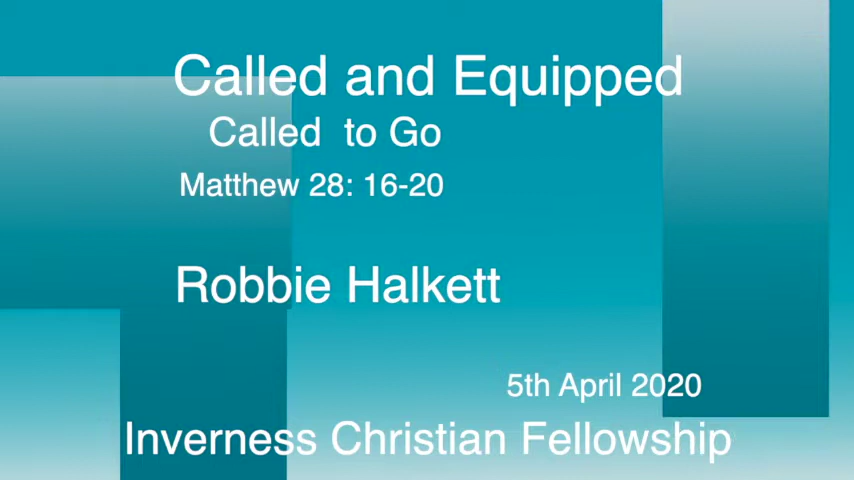 Called and Equipped
Called to Go
Matthew 28: 16-20
Robbie Halkett
5th April 2020
Inverness Christian Fellowship